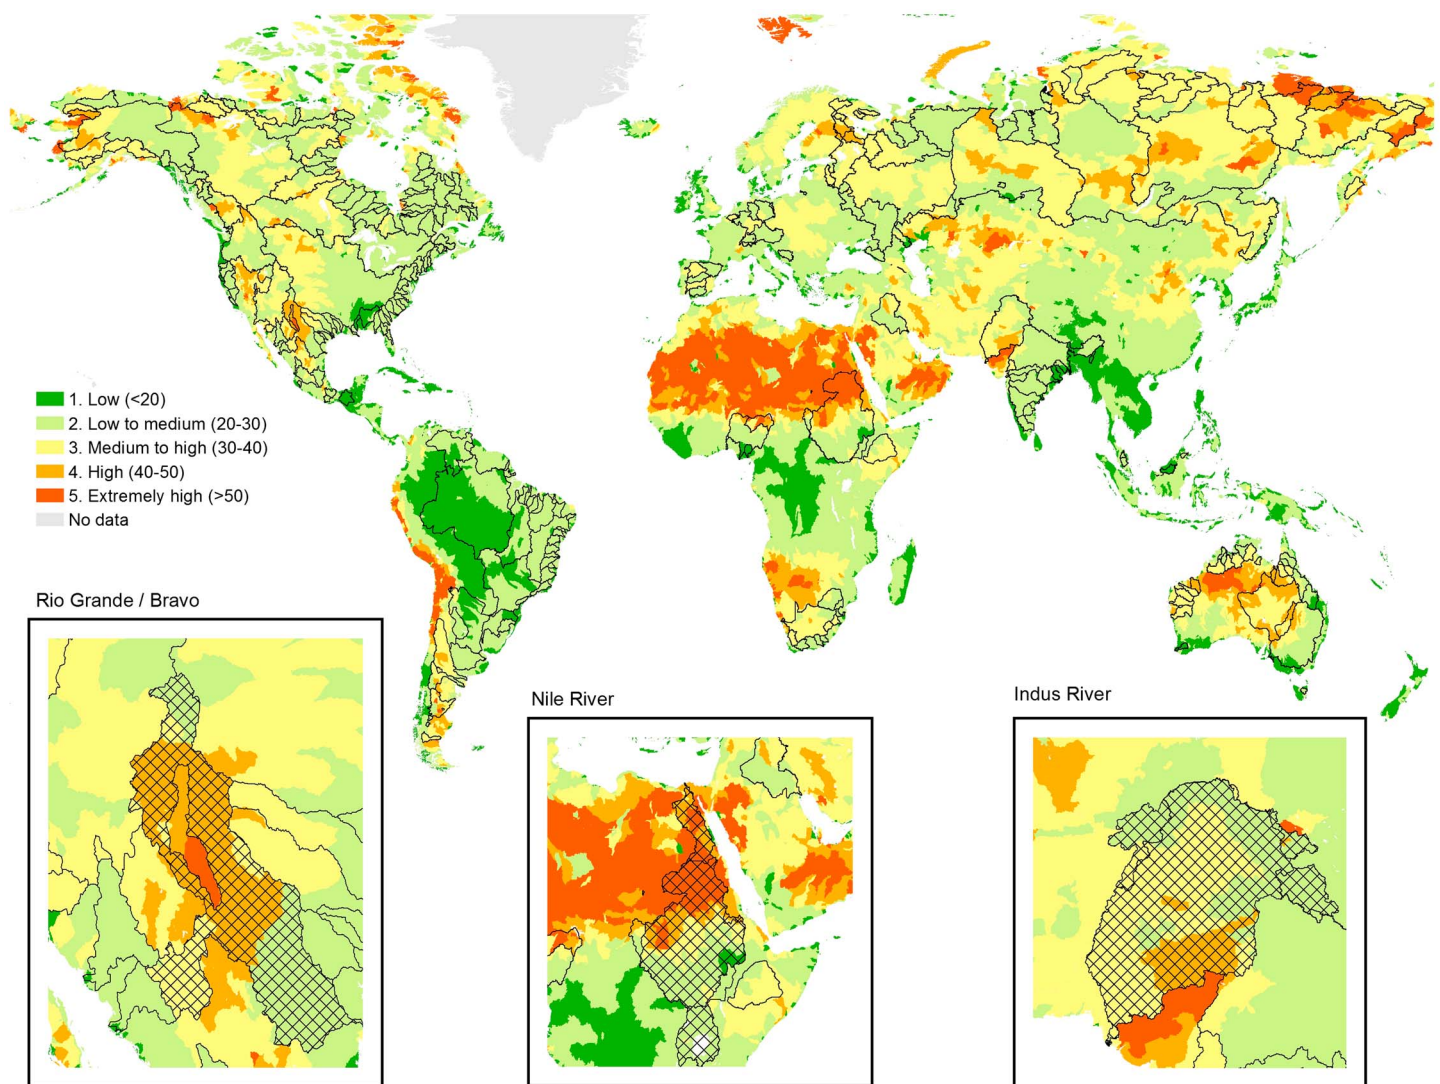 1. Low (<20)
2. Low to medium (20-30)
3. Medium to high (30-40)
4. High (40-50)
5. Extremely high (>50)
No data
Rio Grande / Bravo
Nile River
Indus River